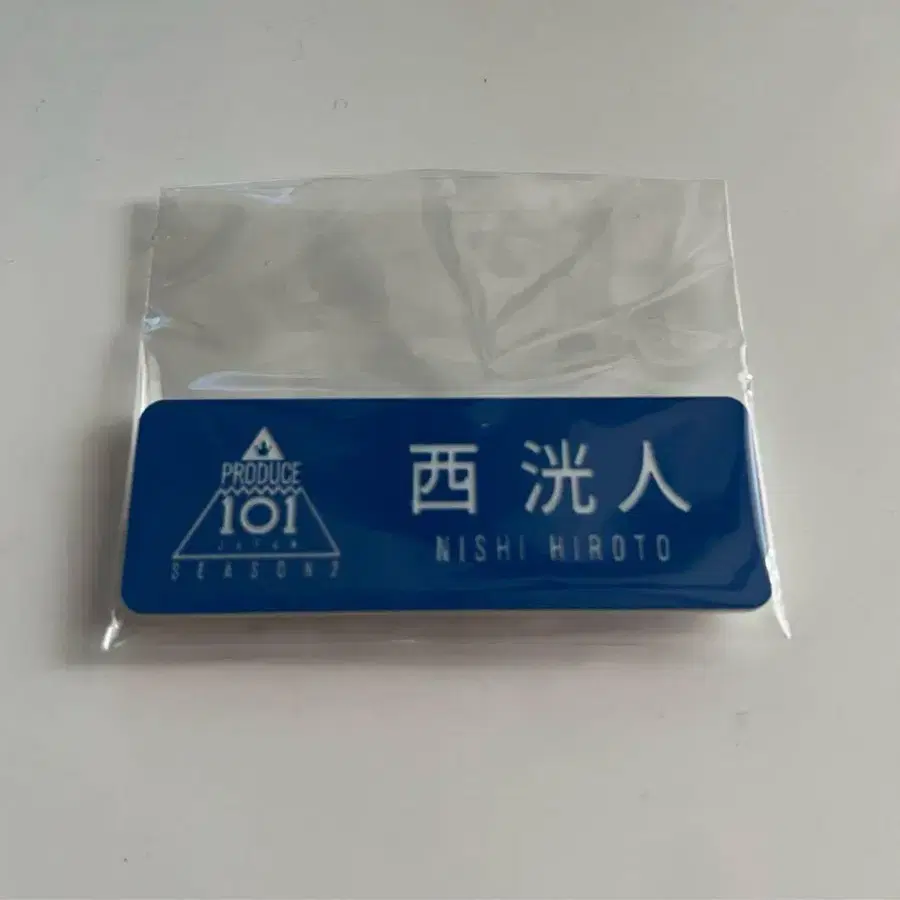 PRODUCE
101
JAPAN
SEASON2
西 洸人
NISHI HIROTO